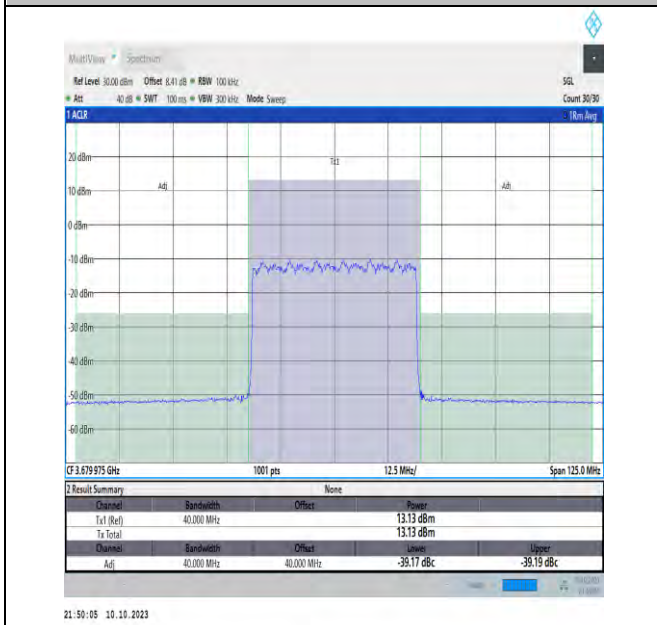 MultiView Spectrum
Ref Level 30.00 dBm Offset 8.41 dB RBW 100 kHz SGL
Att 40 dB SWT 100 ms VBW 300 kHz Mode Sweep Count 30/30
1 ACLR 1Rm Avg
20 dBm
Tx1
10 dBm Adj Adj
0 dBm
-10 dBm
-20 dBm
-30 dBm
-40 dBm
-50 dBm
-60 dBm
CF 3.679 975 GHz 1001 pts 12.5 MHz/ Span 125.0 MHz
2 Result Summary None
Channel Bandwidth Offset Power
Tx1 (Ref) 40.000 MHz 13.13 dBm
Tx Total 13.13 dBm
Channel Bandwidth Offset Lower Upper
Adj 40.000 MHz 40.000 MHz -39.17 dBc -39.19 dBc
21:50:05 10.10.2023